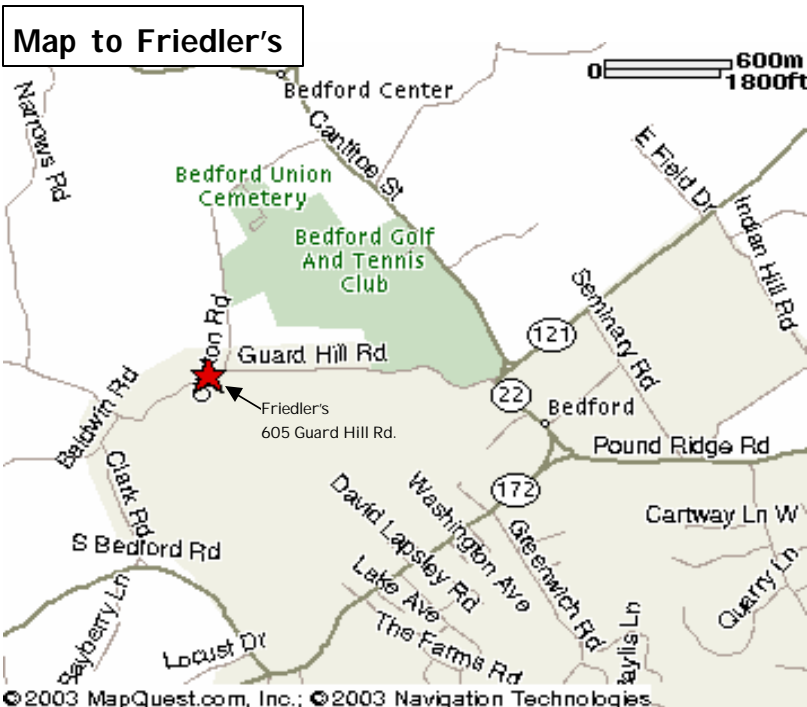 Map to Friedler's
600m
0
1800ft
Bedford Center
Narrows Rd
Cantitoe St
E Field Dr
Bedford Union
Cemetery
Indian Hill Rd
Bedford Golf
And Tennis
Club
Seminary Rd
121
Guard Hill Rd
22
Baldwin Rd
Friedler's
605 Guard Hill Rd.
Bedford
Pound Ridge Rd
172
Clark Rd
Washington Ave
David Lapsley Rd
Greenwich Rd
Cartway Ln W
S Bedford Rd
Lake Ave
Quarry Ln
The Farms Rd
Locust Dr
©2003 MapQuest.com, Inc.; ©2003 Navigation Technologies